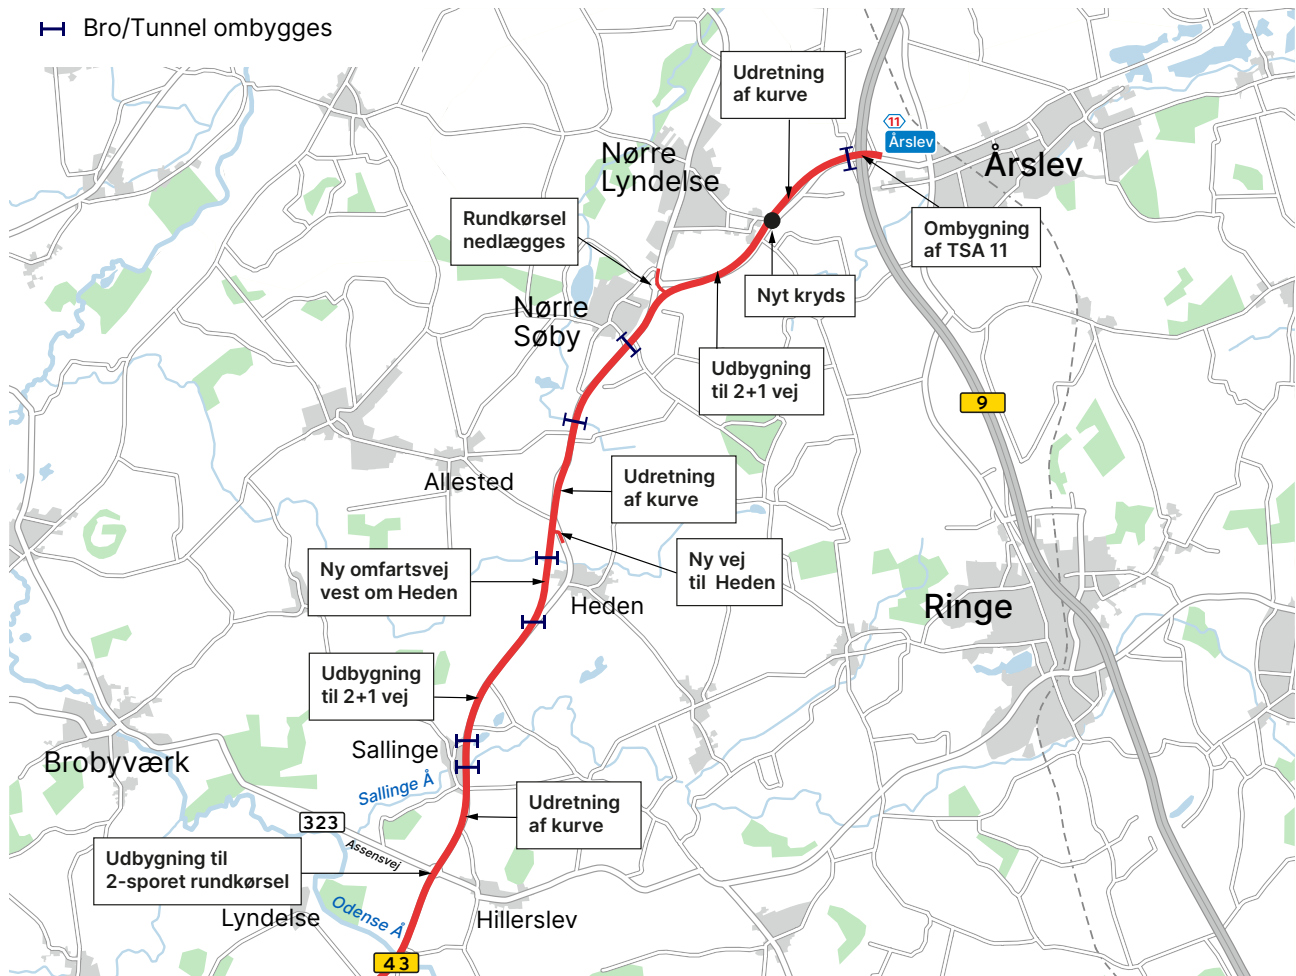 Bro/Tunnel ombygges
Udretning
af kurve
11
Årslev
Nørre
Lyndelse
Årslev
Rundkørsel
nedlægges
Ombygning
af TSA 11
Nyt kryds
Nørre
Søby
Udbygning
til 2+1 vej
9
Allested
Udretning
af kurve
Ny omfartsvej
vest om Heden
Ny vej
til Heden
Heden
Ringe
Udbygning
til 2+1 vej
Sallinge
Brobyværk
Sallinge Å
Udretning
af kurve
323
Assensvej
Udbygning til
2-sporet rundkørsel
Lyndelse
Odense Å
Hillerslev
43